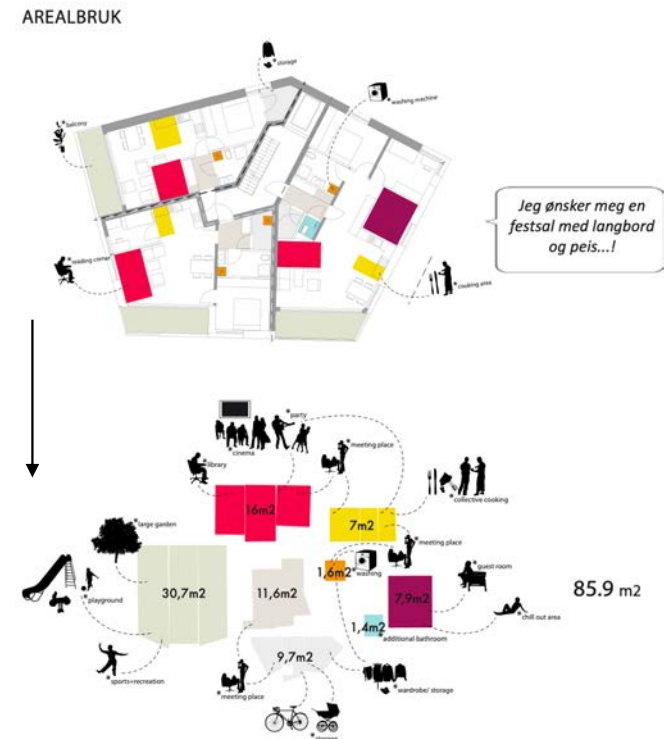 AREALBRUK
*storage
*washing machine
*balcony
Jeg ønsker meg en
festsal med langbord
og peis...!
*reading corner
*cooking area
*party
*cinema
*meeting place
*library
16m2
*collective cooking
7m2
*large garden
*meeting place
*guest room
1,6m2
*washing
30,7m2
11,6m2
7,9m2
85.9 m2
*playground
*chill out area
1,4m2
*additional bathroom
9,7m2
*sports+recreation
*meeting place
*wardrobe/ storage
*storage